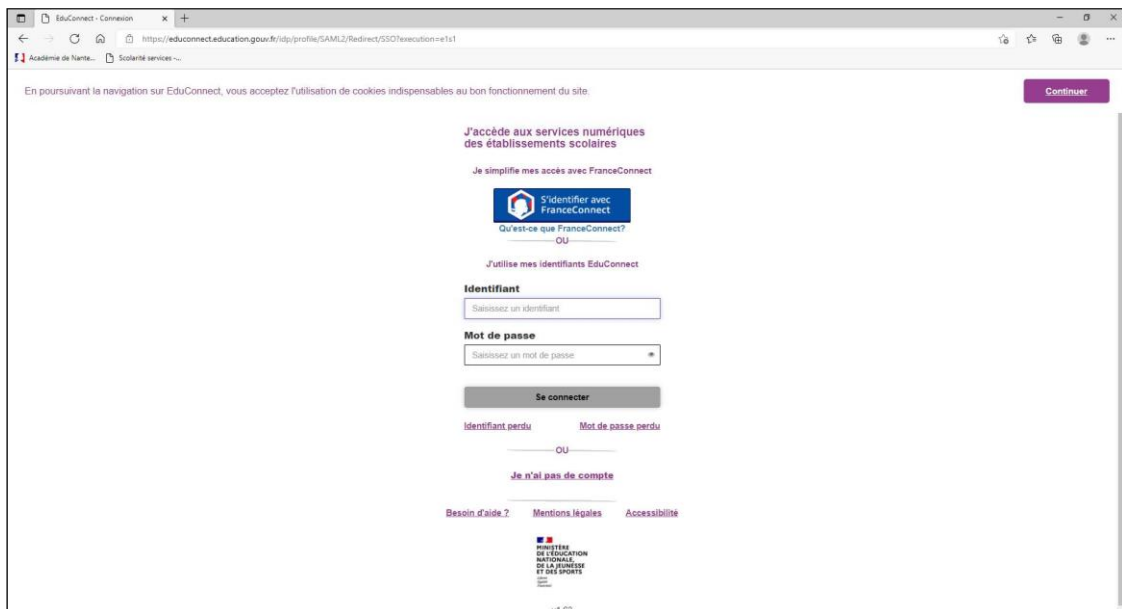 EduConnect - Connexion
https://educonnect.education.gouv.fr/idp/profile/SAML2/Redirect/SSO?execution=e1s1
Académie de Nante...
Scolarité services -...
En poursuivant la navigation sur EduConnect, vous acceptez l'utilisation de cookies indispensables au bon fonctionnement du site.
Continuer
J'accède aux services numériques
des établissements scolaires
Je simplifie mes accès avec FranceConnect
S'identifier avec
FranceConnect
Qu'est-ce que FranceConnect?
OU
J'utilise mes identifiants EduConnect
Identifiant
Saisissez un identifiant
Mot de passe
Saisissez un mot de passe
Se connecter
Identifiant perdu
Mot de passe perdu
OU
Je n'ai pas de compte
Besoin d'aide ?
Mentions légales
Accessibilité
MINISTÈRE
DE L'ÉDUCATION
NATIONALE,
DE LA JEUNESSE
ET DES SPORTS